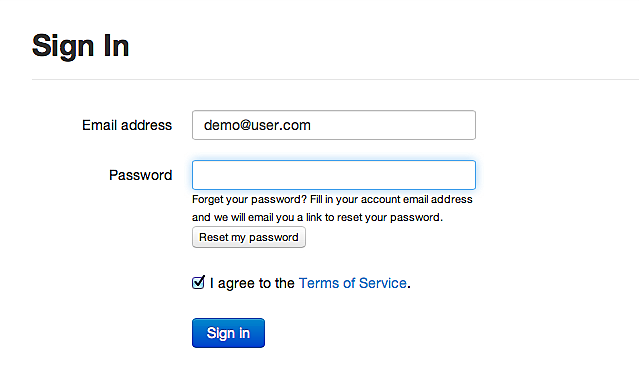 Sign In
Email address demo@user.com
Password
Forget your password? Fill in your account email address
and we will email you a link to reset your password.
Reset my password
I agree to the Terms of Service.
Sign in